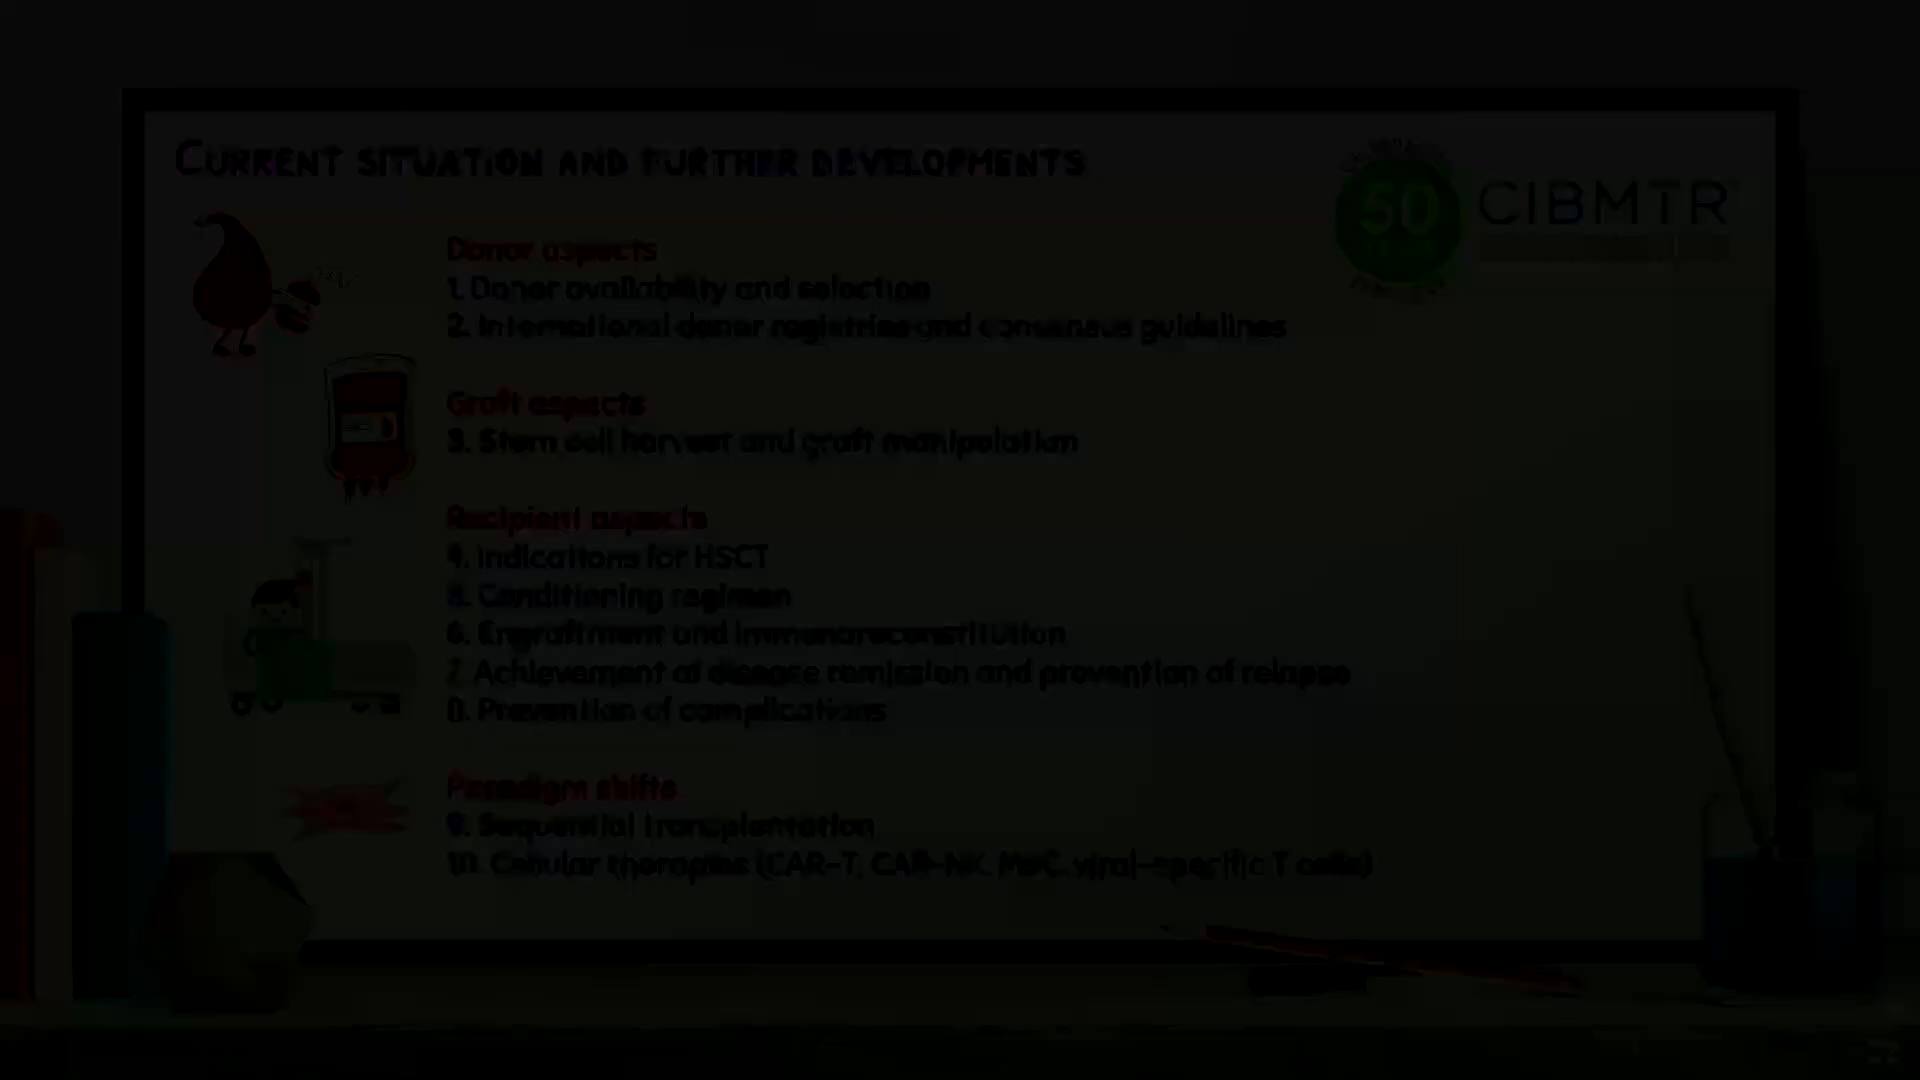 Current situation and further developments
50
YEARS
CIBMTR
Donor aspects
1. Donor availability and selection
2. International donor registries and consensus guidelines
Graft aspects
3. Stem cell harvest and graft manipulation
Recipient aspects
4. Indications for HSCT
5. Conditioning regimen
6. Engraftment and immunoreconstitution
7. Achievement of disease remission and prevention of relapse
8. Prevention of complications
Paradigm shifts
9. Sequential transplantation
10. Cellular therapies (CAR-T, CAR-NK, MSC, viral-specific T cells)